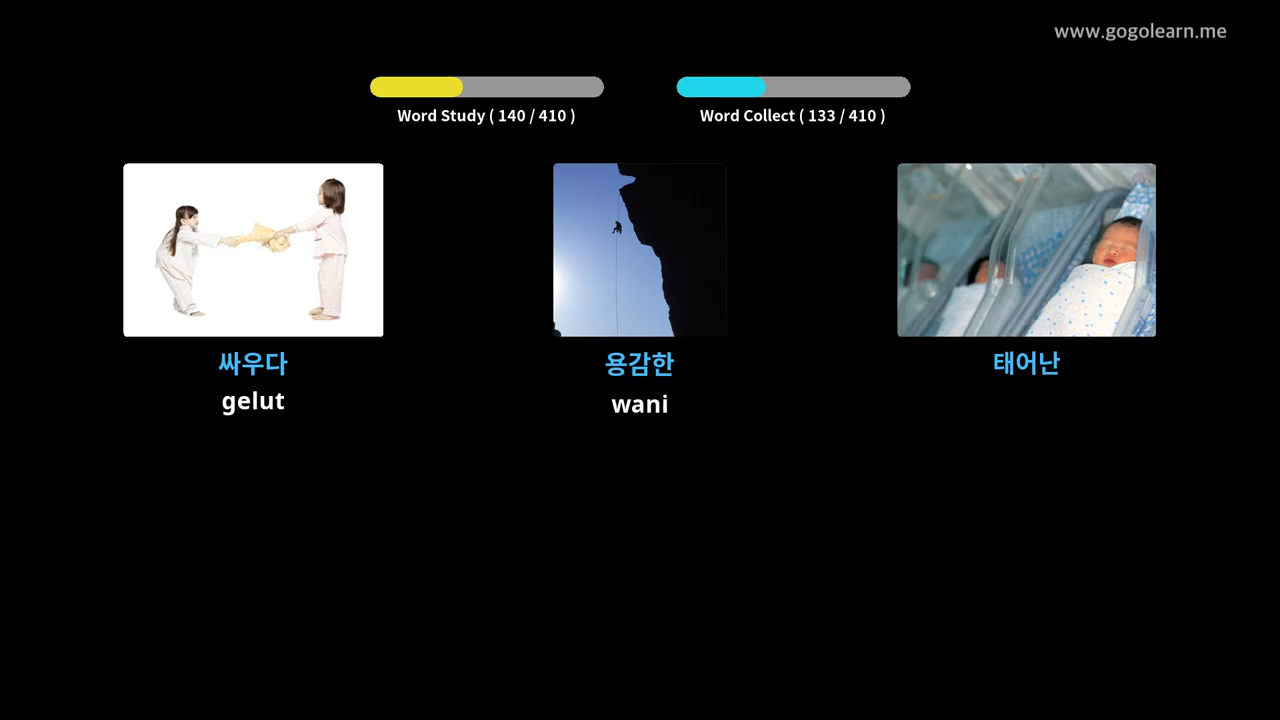 www.gogolearn.me
Word Study ( 140 / 410 )
Word Collect ( 133 / 410 )
싸우다
gelut
용감한
wani
태어난